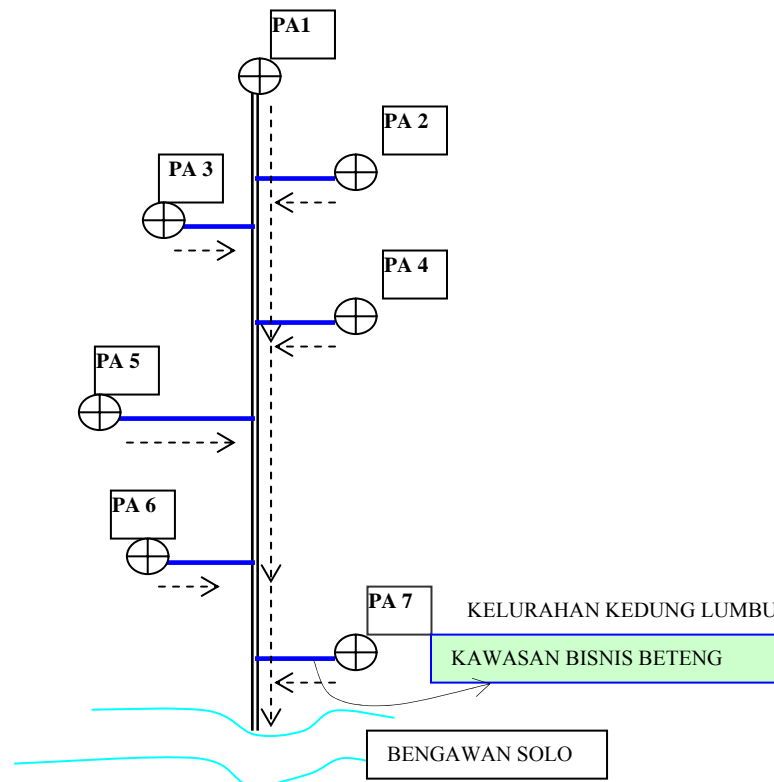 PA1
PA 2
PA 3
PA 4
PA 5
PA 6
PA 7
KELURAHAN KEDUNG LUMBU
KAWASAN BISNIS BETENG
BENGAWAN SOLO